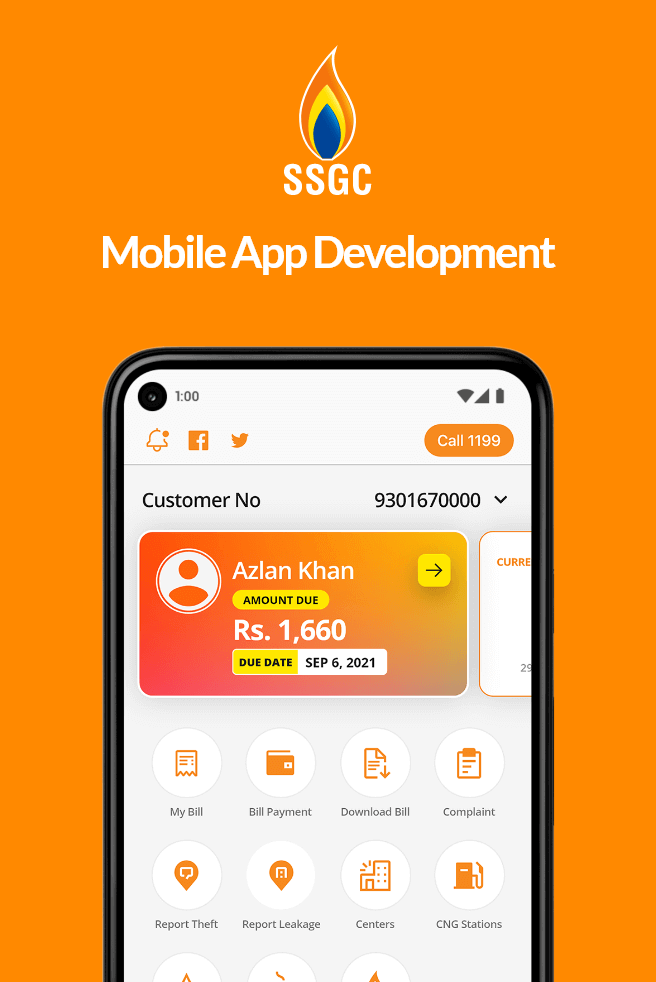 SSGC
Mobile App Development
1:00
Call 1199
Customer No 9301670000
Azlan Khan
AMOUNT DUE
Rs. 1,660
DUE DATE SEP 6, 2021
CURRE
29
My Bill
Bill Payment
Download Bill
Complaint
Report Theft
Report Leakage
Centers
CNG Stations